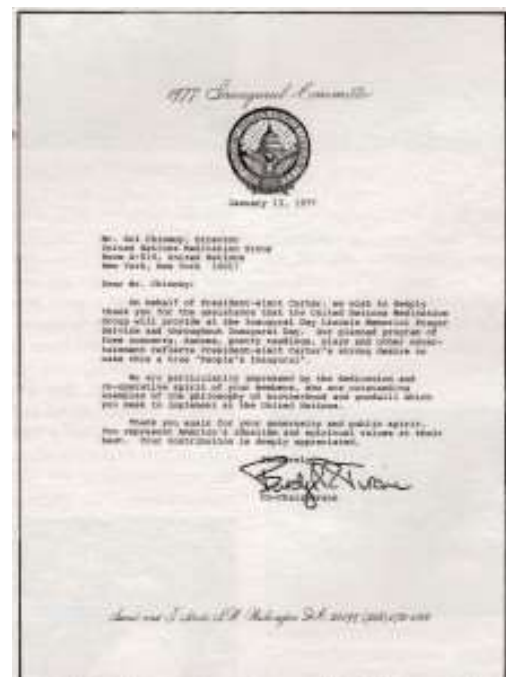 1977 Inaugural Committee
January 13, 1977
Mr. Sri Chinmoy, Director
United Nations Meditation Group
United Nations
New York, New York 10017
Dear Mr. Chinmoy:
On behalf of President-elect Carter, we wish to deeply
thank you for the assistance that the United Nations Meditation
Group will provide at the Inaugural Day Lincoln Memorial Prayer
Service and throughout Inaugural Day. Our planned program of
free concerts, dances, poetry readings, plays and other enter-
tainment reflects President-elect Carter's strong desire to
make this a true "People's Inaugural".
We are particularly impressed by the dedication and
co-operative spirit of your members, who are outstanding
examples of the philosophy of brotherhood and goodwill which
you seek to implement at the United Nations.
Thank you again for your generosity and public spirit.
You represent America's idealism and spiritual values at their
best. Your contribution is deeply appreciated.